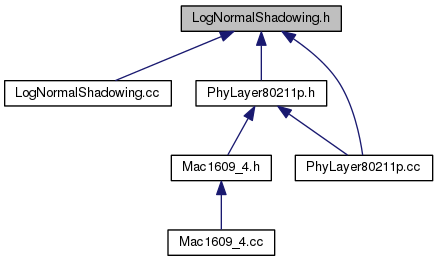 LogNormalShadowing.h
LogNormalShadowing.cc
PhyLayer80211p.h
Mac1609_4.h
PhyLayer80211p.cc
Mac1609_4.cc